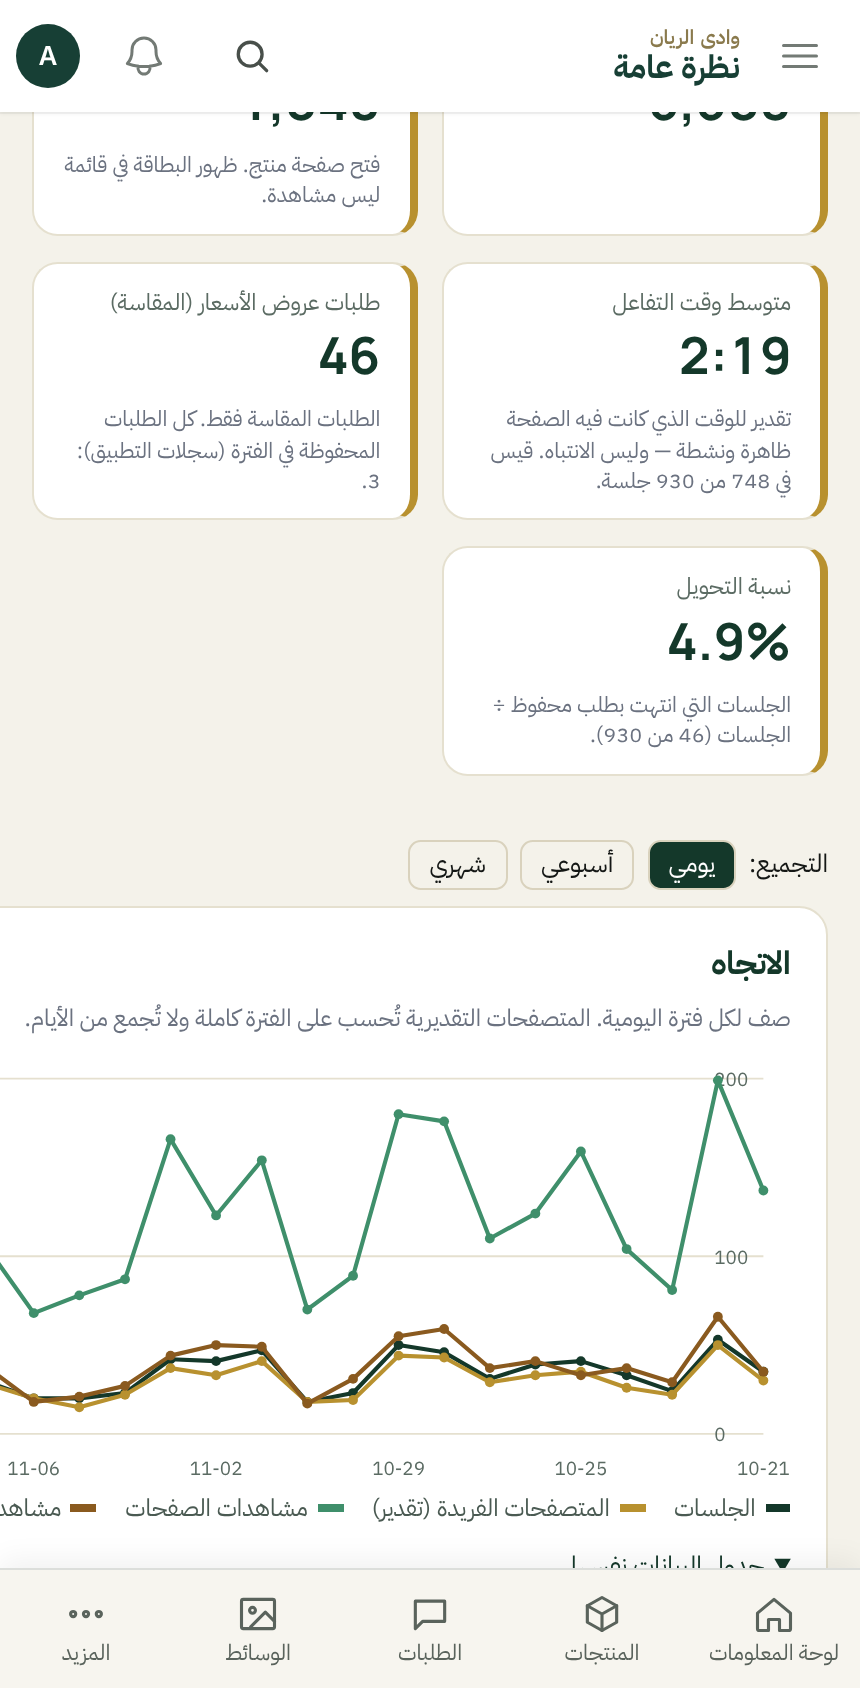 وادى الريان
نظرة عامة
A
فتح صفحة منتج. ظهور البطاقة في قائمة
ليس مشاهدة.
متوسط وقت التفاعل
2:19
تقدير للوقت الذي كانت فيه الصفحة
ظاهرة ونشطة — وليس الانتباه. قيس
في 748 من 930 جلسة.
طلبات عروض الأسعار (المقاسة)
46
الطلبات المقاسة فقط. كل الطلبات
المحفوظة في الفترة (سجلات التطبيق):
3.
نسبة التحويل
4.9%
الجلسات التي انتهت بطلب محفوظ ÷
الجلسات (46 من 930).
التجميع:
يومي
أسبوعي
شهري
الاتجاه
صف لكل فترة اليومية. المتصفحات التقديرية تُحسب على الفترة كاملة ولا تُجمع من الأيام.
200
100
0
10-21
10-25
10-29
11-02
11-06
الجلسات
المتصفحات الفريدة (تقدير)
مشاهدات الصفحات
لوحة المعلومات
المنتجات
الطلبات
الوسائط
المزيد